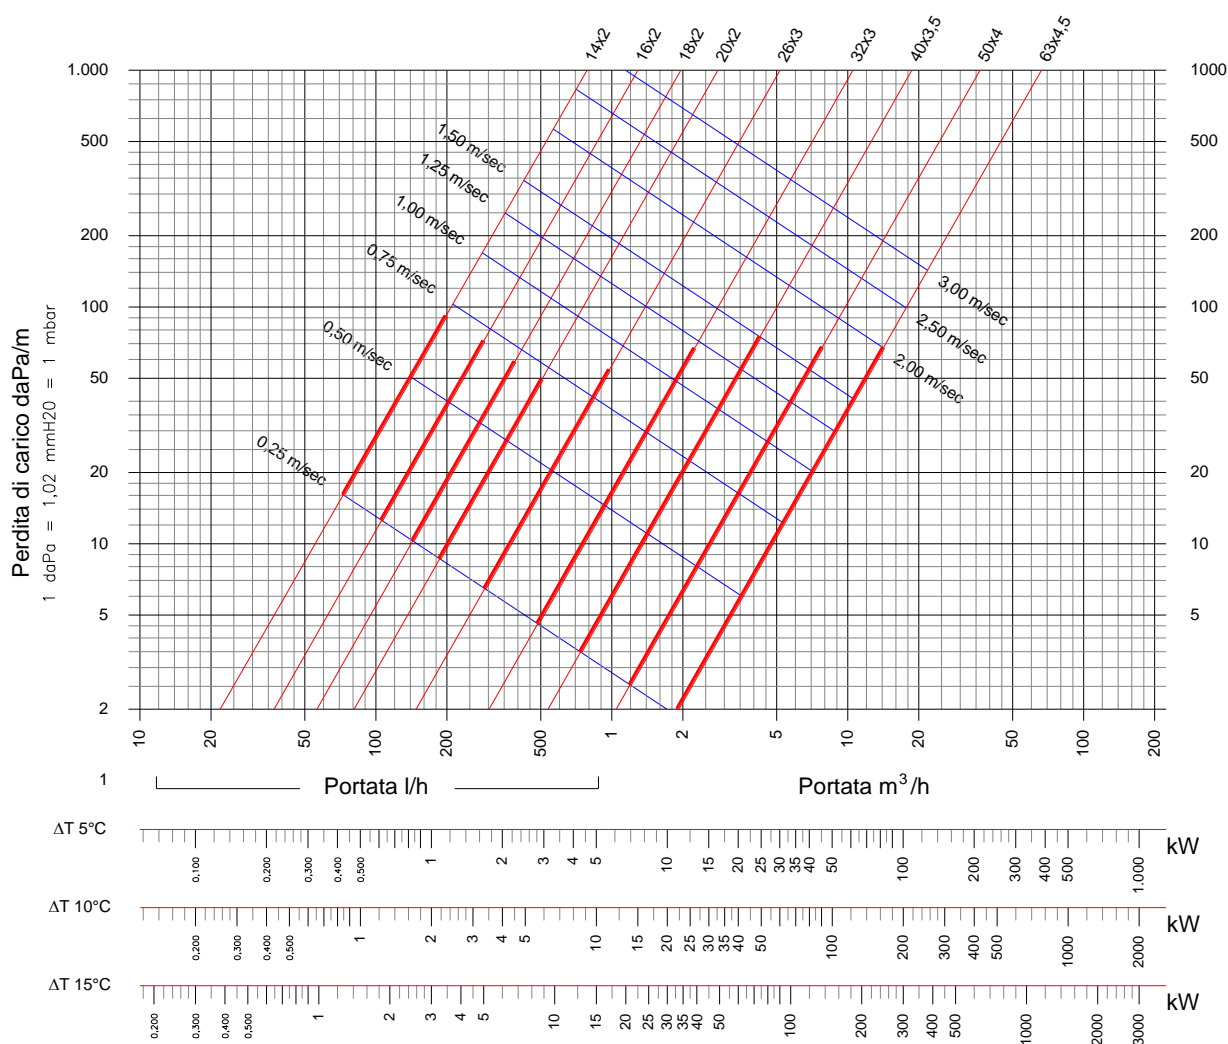 14x2 16x2 18x2 20x2 26x3 32x3 40x3,5 50x4 63x4,5
1.000 1000
500 500
200 200
100 100
50 50
20 20
10 10
5 5
2 2
1,50 m/sec
1,25 m/sec
1,00 m/sec
0,75 m/sec
0,50 m/sec
0,25 m/sec
3,00 m/sec
2,50 m/sec
2,00 m/sec
Perdita di carico daPa/m
1 daPa = 1,02 mmH20 = 1 mbar
10 20 50 100 200 500 1 2 5 10 20 50 100 200
1
Portata l/h Portata m³/h
ΔT 5°C
0,100 0,200 0,300 0,400 0,500 1 2 3 4 5 10 15 20 25 30 35 40 50 100 200 300 400 500 1.000 kW
ΔT 10°C
0,200 0,300 0,400 0,500 1 2 3 4 5 10 15 20 25 30 35 40 50 100 200 300 400 500 1000 2000 kW
ΔT 15°C
0,200 0,300 0,400 0,500 1 2 3 4 5 10 15 20 25 30 35 40 50 100 200 300 400 500 1000 2000 3000 kW